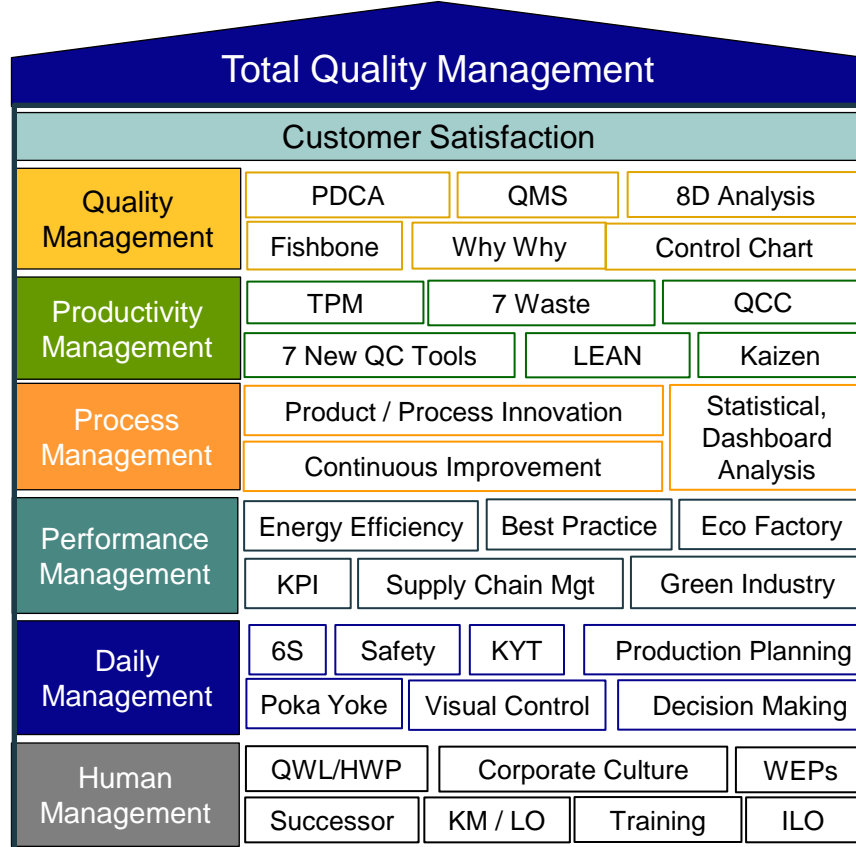 Total Quality Management
Customer Satisfaction
Quality
Management
PDCA
QMS
8D Analysis
Fishbone
Why Why
Control Chart
Productivity
Management
TPM
7 Waste
QCC
7 New QC Tools
LEAN
Kaizen
Process
Management
Product / Process Innovation
Continuous Improvement
Statistical,
Dashboard
Analysis
Performance
Management
Energy Efficiency
Best Practice
Eco Factory
KPI
Supply Chain Mgt
Green Industry
Daily
Management
6S
Safety
KYT
Production Planning
Poka Yoke
Visual Control
Decision Making
Human
Management
QWL/HWP
Corporate Culture
WEPs
Successor
KM / LO
Training
ILO